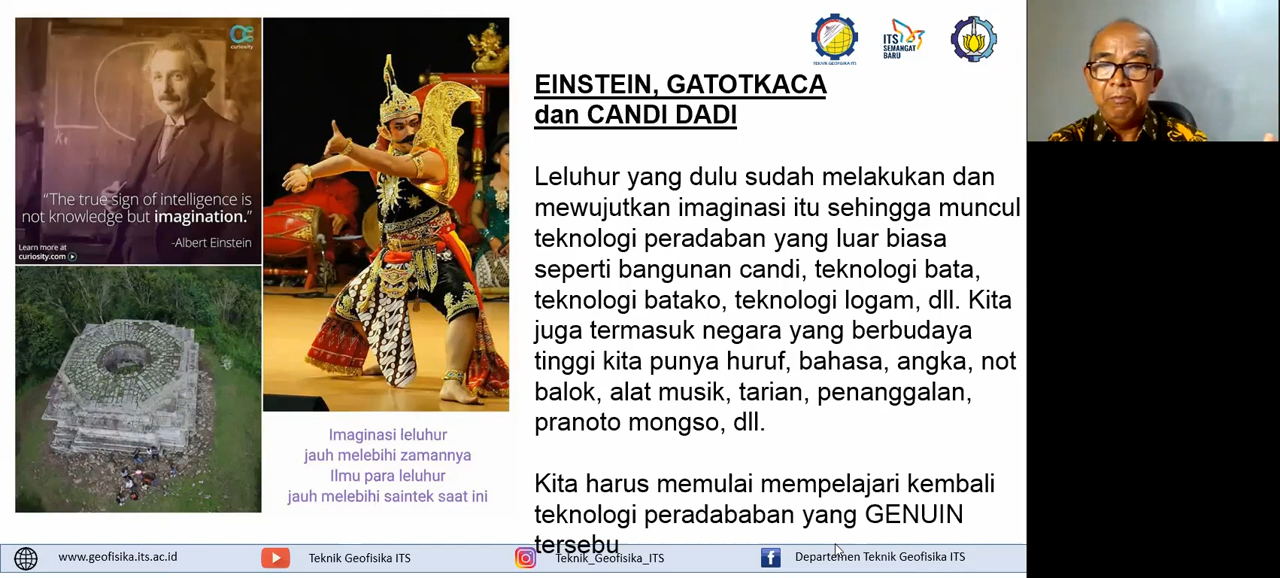 curiosity
"The true sign of intelligence is
not knowledge but imagination."
-Albert Einstein
Learn more at
curiosity.com
Imaginasi leluhur
jauh melebihi zamannya
Ilmu para leluhur
jauh melebihi saintek saat ini
TEKNIK GEOFISIKA ITS
ITS
SEMANGAT
BARU
EINSTEIN, GATOTKACA
dan CANDI DADI
Leluhur yang dulu sudah melakukan dan
mewujutkan imaginasi itu sehingga muncul
teknologi peradaban yang luar biasa
seperti bangunan candi, teknologi bata,
teknologi batako, teknologi logam, dll. Kita
juga termasuk negara yang berbudaya
tinggi kita punya huruf, bahasa, angka, not
balok, alat musik, tarian, penanggalan,
pranoto mongso, dll.
Kita harus memulai mempelajari kembali
teknologi peradababan yang GENUIN
tersebu
www.geofisika.its.ac.id
Teknik Geofisika ITS
Teknik_Geofisika_ITS
Departemen Teknik Geofisika ITS